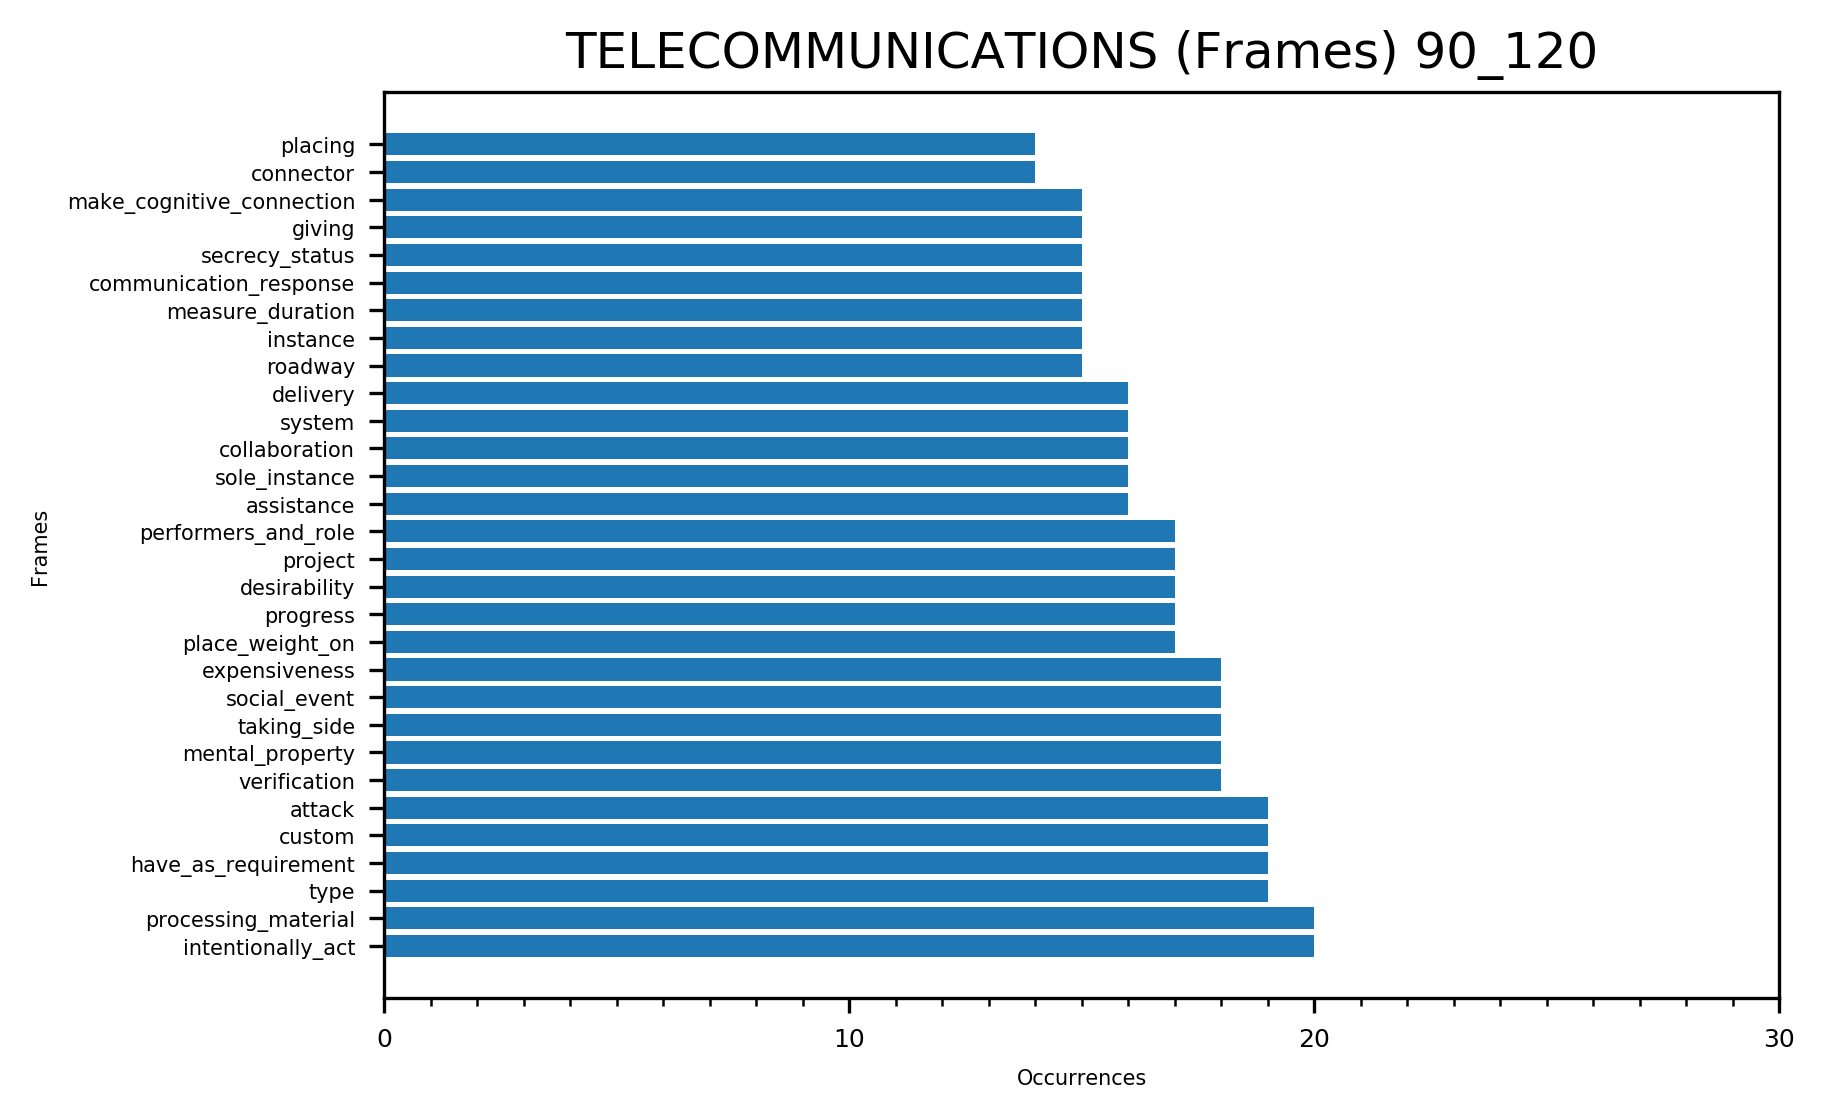 TELECOMMUNICATIONS (Frames) 90_120
placing
connector
make_cognitive_connection
giving
secrecy_status
communication_response
measure_duration
instance
roadway
delivery
system
collaboration
sole_instance
assistance
performers_and_role
project
desirability
progress
place_weight_on
expensiveness
social_event
taking_side
mental_property
verification
attack
custom
have_as_requirement
type
processing_material
intentionally_act
Frames
0 10 20 30
Occurrences